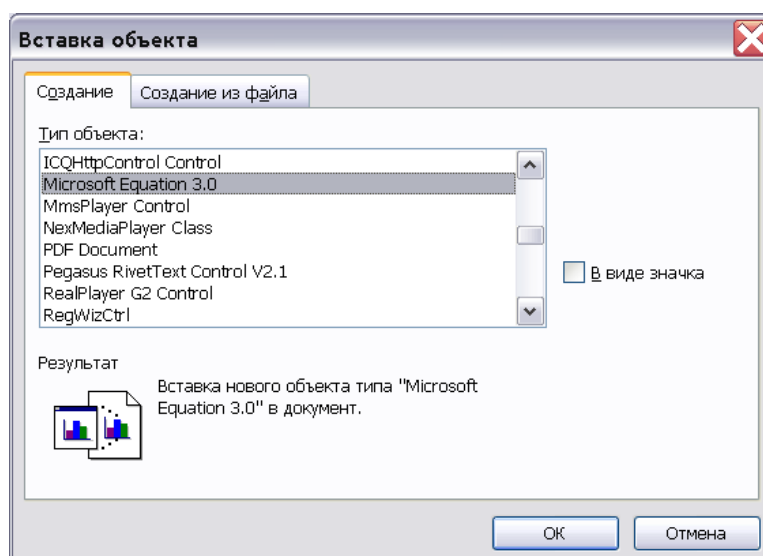 Вставка объекта
Создание
Создание из файла
Тип объекта:
ICQHttpControl Control
Microsoft Equation 3.0
MmsPlayer Control
NexMediaPlayer Class
PDF Document
Pegasus RivetText Control V2.1
RealPlayer G2 Control
RegWizCtrl
В виде значка
Результат
Вставка нового объекта типа "Microsoft
Equation 3.0" в документ.
ОК
Отмена